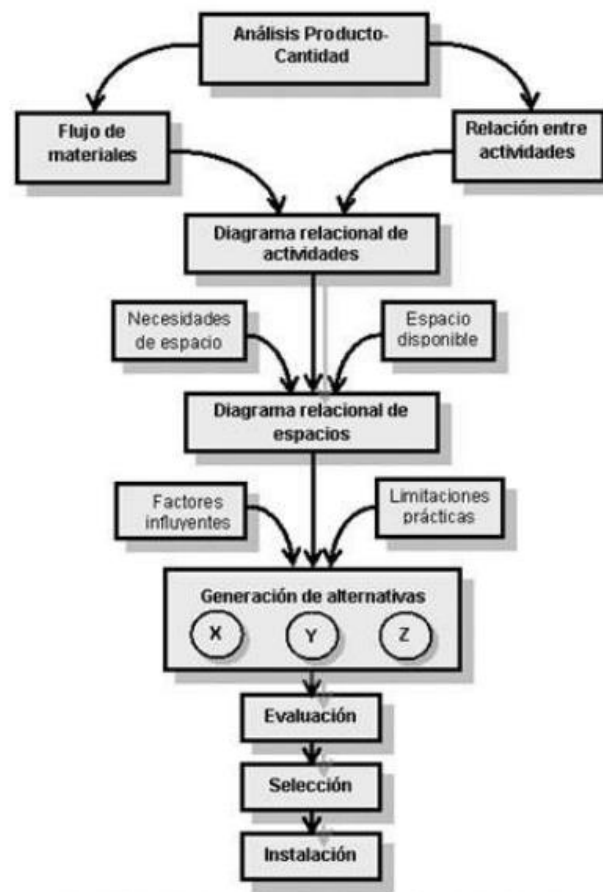 Análisis Producto-
Cantidad
Flujo de
materiales
Relación entre
actividades
Diagrama relacional de
actividades
Necesidades
de espacio
Espacio
disponible
Diagrama relacional de
espacios
Factores
influyentes
Limitaciones
prácticas
Generación de alternativas
X
Y
Z
Evaluación
Selección
Instalación